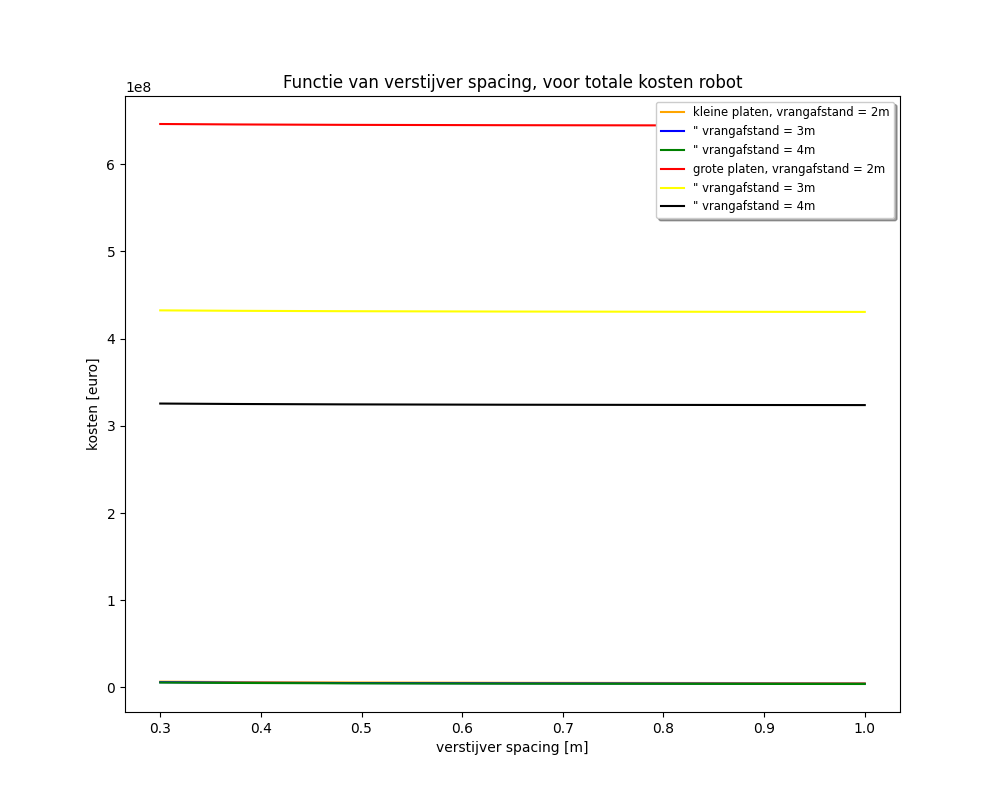 Functie van verstijver spacing, voor totale kosten robot
1e8
kleine platen, vrangafstand = 2m
" vrangafstand = 3m
" vrangafstand = 4m
grote platen, vrangafstand = 2m
" vrangafstand = 3m
" vrangafstand = 4m
6
5
4
3
2
1
0
kosten [euro]
0.3 0.4 0.5 0.6 0.7 0.8 0.9 1.0
verstijver spacing [m]